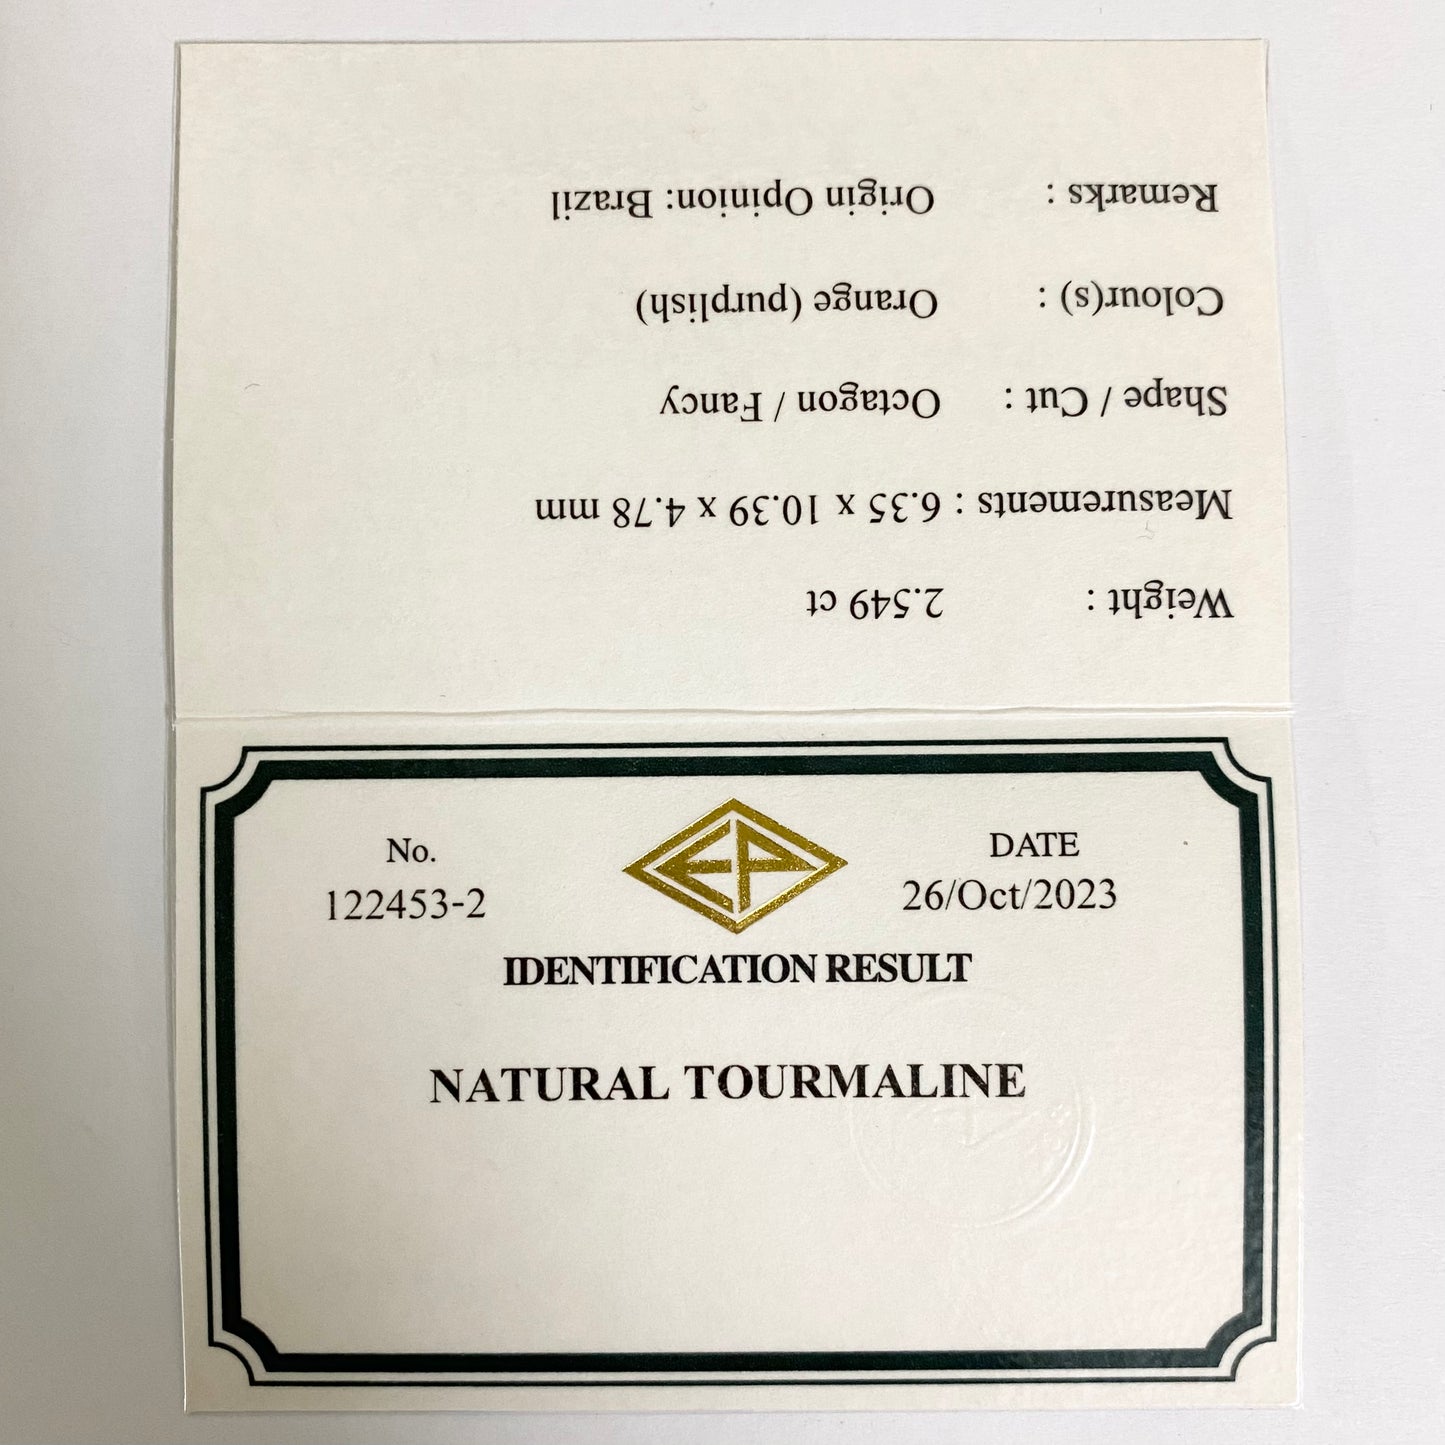 No.
122453-2
EP
DATE
26/Oct/2023
IDENTIFICATION RESULT
NATURAL TOURMALINE
Weight : 2.549 ct
Measurements : 6.35 x 10.39 x 4.78 mm
Shape / Cut : Octagon / Fancy
Colour(s) : Orange (purplish)
Remarks : Origin Opinion: Brazil